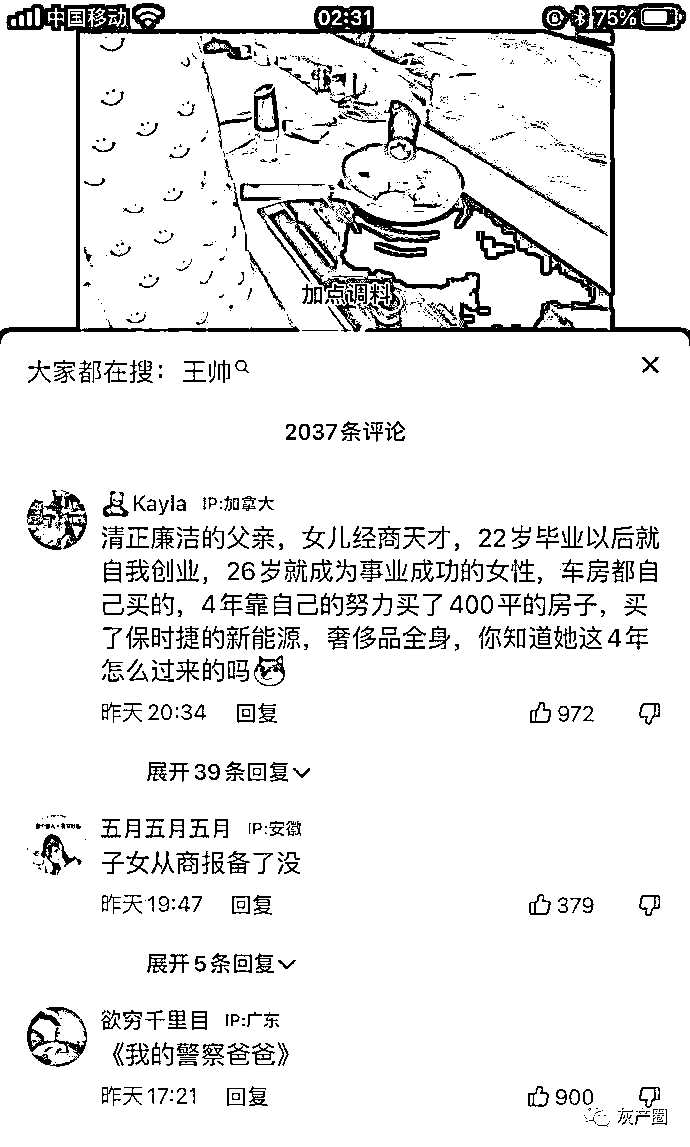 中国移动 02:31 75%
加点调料
大家都在搜：王帅
2037条评论
Kayla IP:加拿大
清正廉洁的父亲，女儿经商天才，22岁毕业以后就
自我创业，26岁就成为事业成功的女性，车房都自
己买的，4年靠自己的努力买了400平的房子，买
了保时捷的新能源，奢侈品全身，你知道她这4年
怎么过来的吗
昨天20:34 回复 972
展开39条回复
五月五月五月 IP:安徽
子女从商报备了没
昨天19:47 回复 379
展开5条回复
欲穷千里目 IP:广东
《我的警察爸爸》
昨天17:21 回复 900
灰产圈